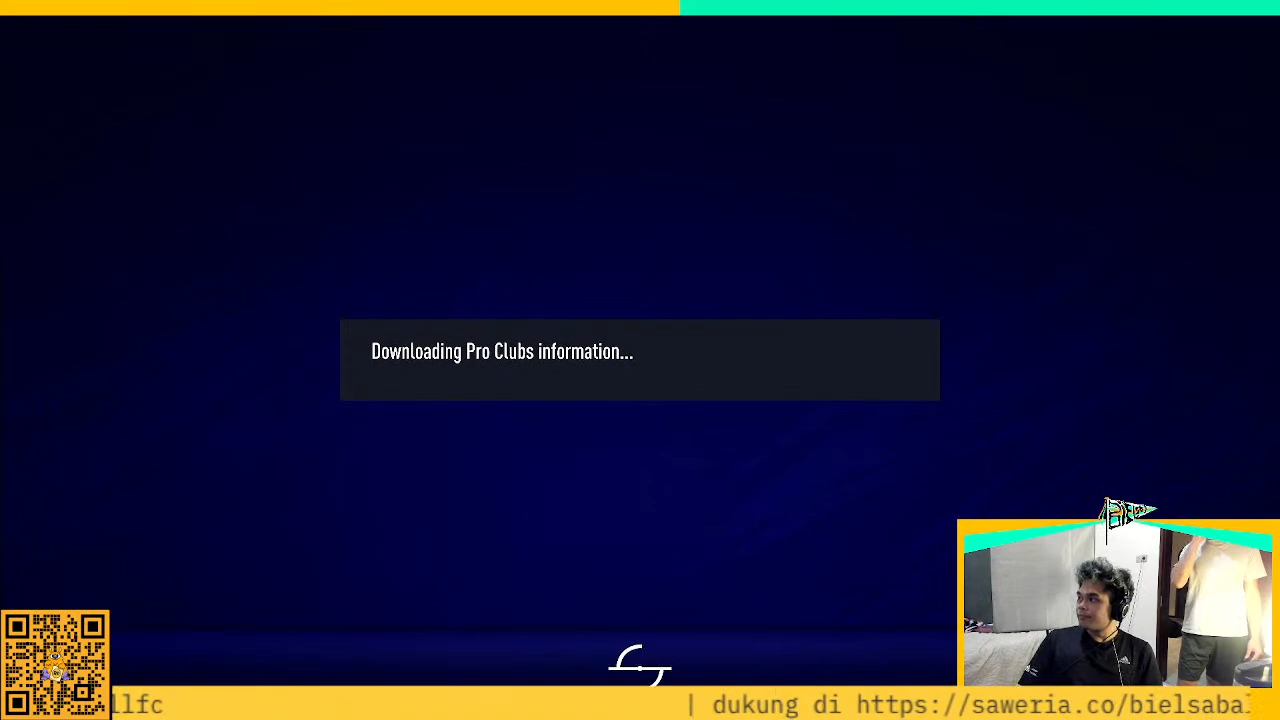 Downloading Pro Clubs information...
llfc | dukung di https://saweria.co/bielsaba